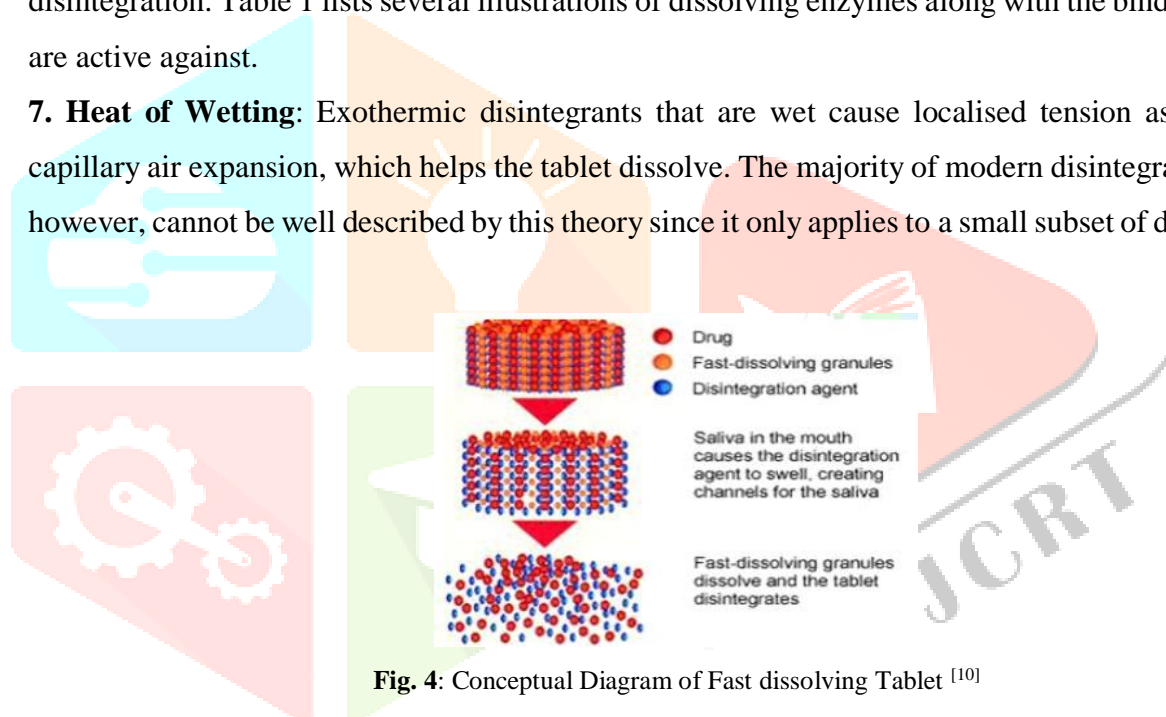 disintegration. Table 1 lists several illustrations of dissolving enzymes along with the
are active against.
7. Heat of Wetting: Exothermic disintegrants that are wet cause localised tension as
capillary air expansion, which helps the tablet dissolve. The majority of modern
however, cannot be well described by this theory since it only applies to a small subset of
Drug
Fast-dissolving granules
Disintegration agent
Saliva in the mouth
causes the disintegration
agent to swell, creating
channels for the saliva
Fast-dissolving granules
dissolve and the tablet
disintegrates
IJCRT
Fig. 4: Conceptual Diagram of Fast dissolving Tablet [10]